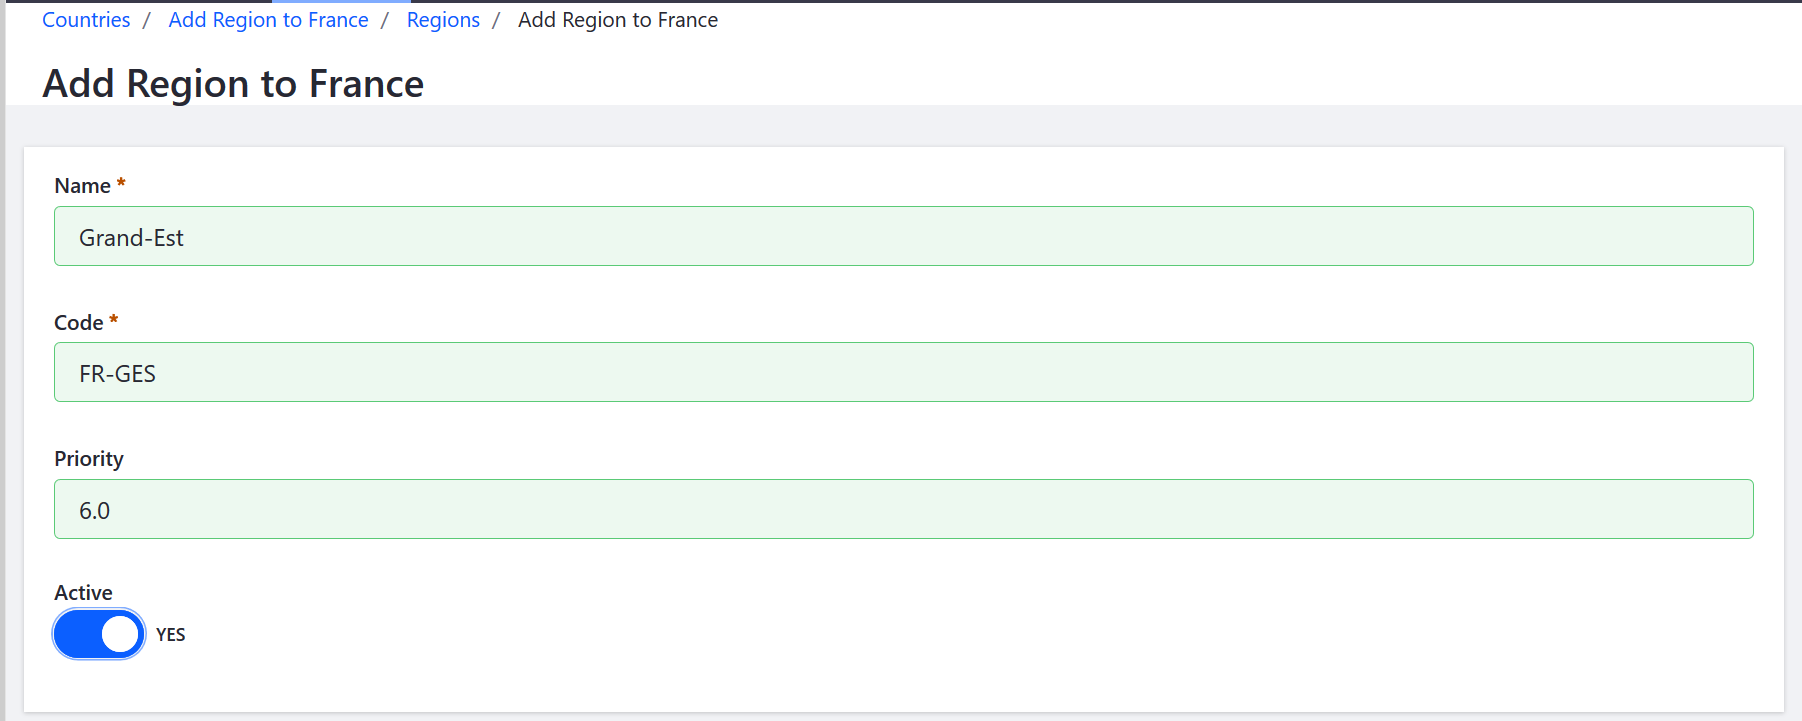 Countries / Add Region to France / Regions / Add Region to France
Add Region to France
Name *
Grand-Est
Code *
FR-GES
Priority
6.0
Active
YES